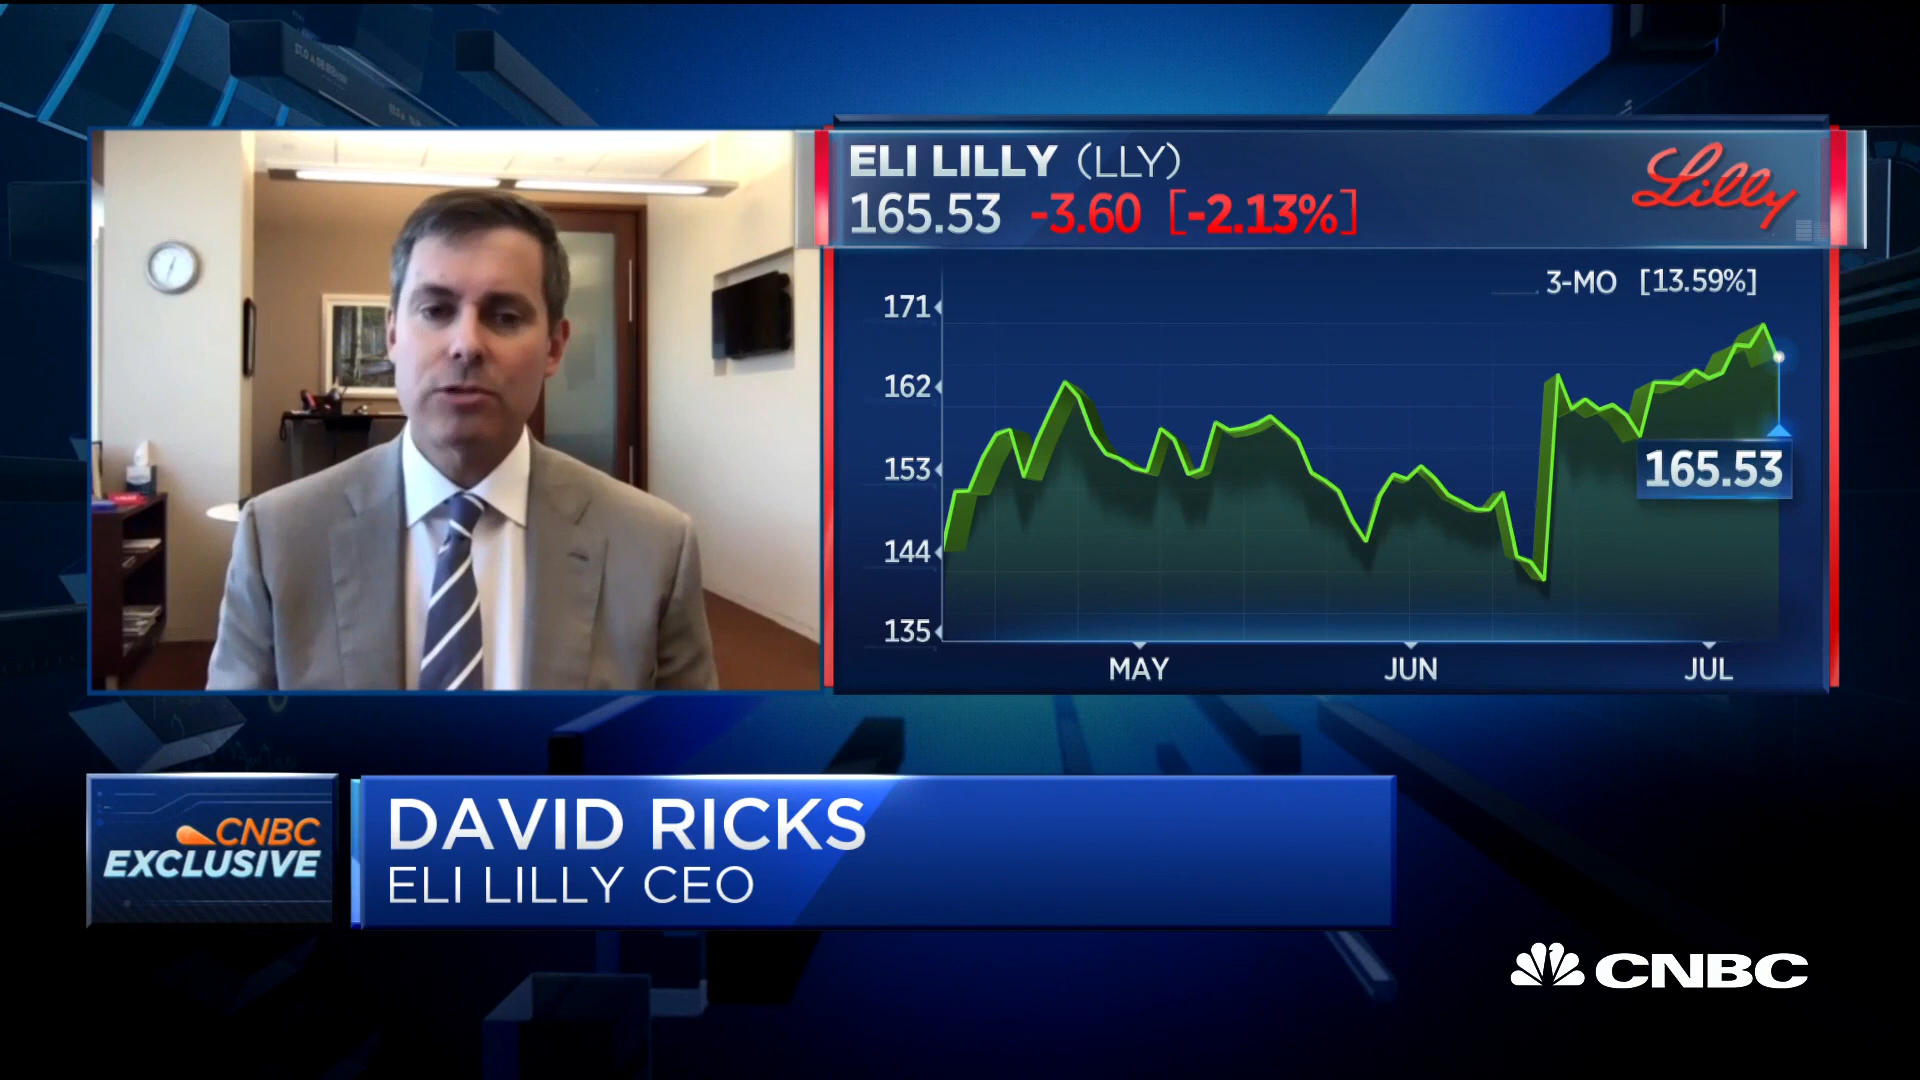 ELI LILLY (LLY)
165.53 -3.60 [-2.13%]
Lilly
3-MO [13.59%]
171
162
153
144
135
165.53
MAY JUN JUL
CNBC
EXCLUSIVE
DAVID RICKS
ELI LILLY CEO
CNBC